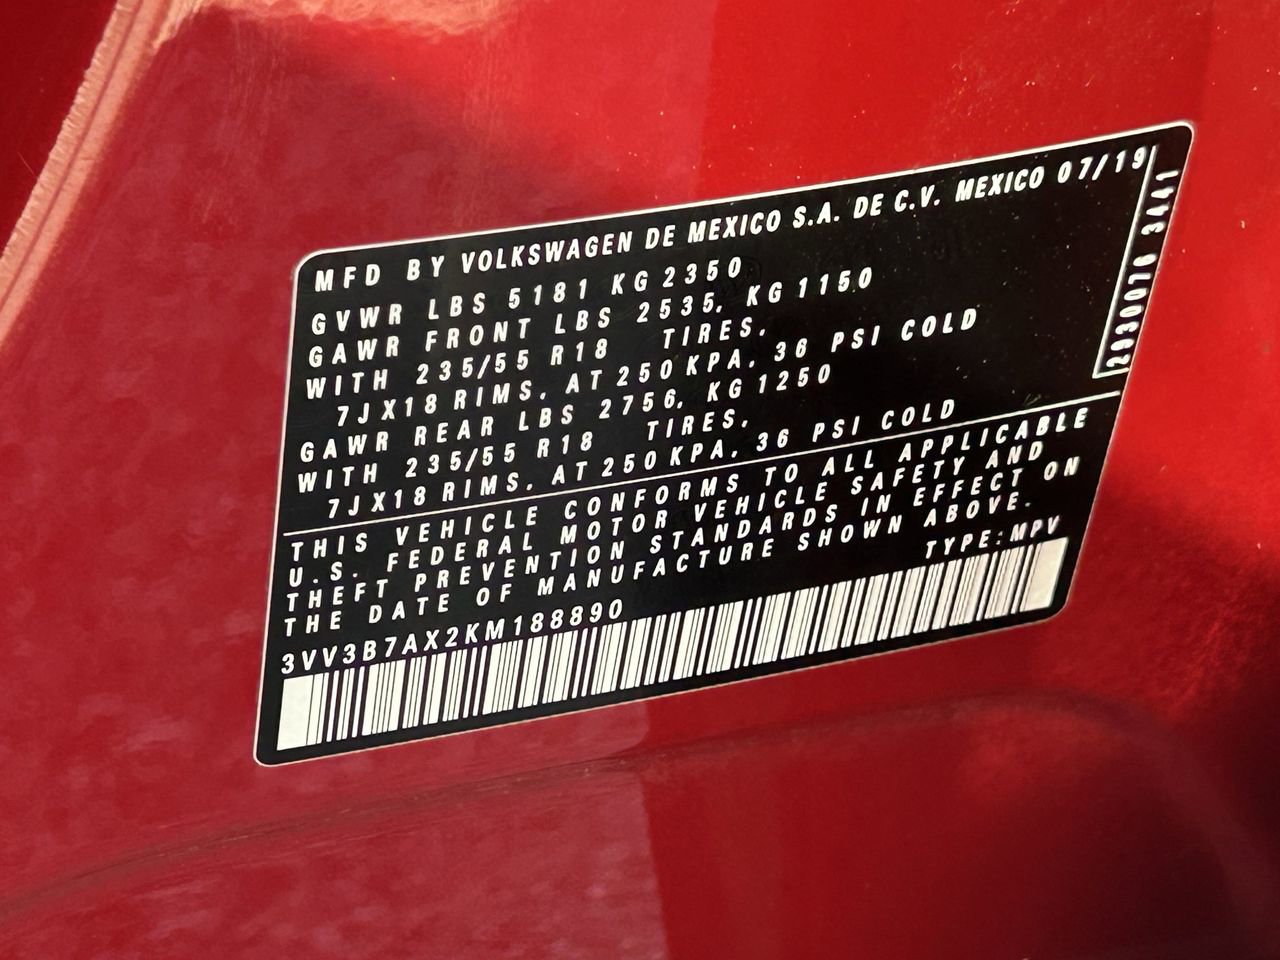 MFD BY VOLKSWAGEN DE MEXICO S.A. DE C.V. MEXICO 07/19
GVWR LBS 5181 KG 2350
GAWR FRONT LBS 2535, KG 1150
WITH 235/55 R18 TIRES,
7JX18 RIMS, AT 250 KPA, 36 PSI COLD
GAWR REAR LBS 2756, KG 1250
WITH 235/55 R18 TIRES,
7JX18 RIMS, AT 250 KPA, 36 PSI COLD
THIS VEHICLE CONFORMS TO ALL APPLICABLE
U.S. FEDERAL MOTOR VEHICLE SAFETY AND
THEFT PREVENTION STANDARDS IN EFFECT ON
THE DATE OF MANUFACTURE SHOWN ABOVE.
3VV3B7AX2KM188890 TYPE:MPV